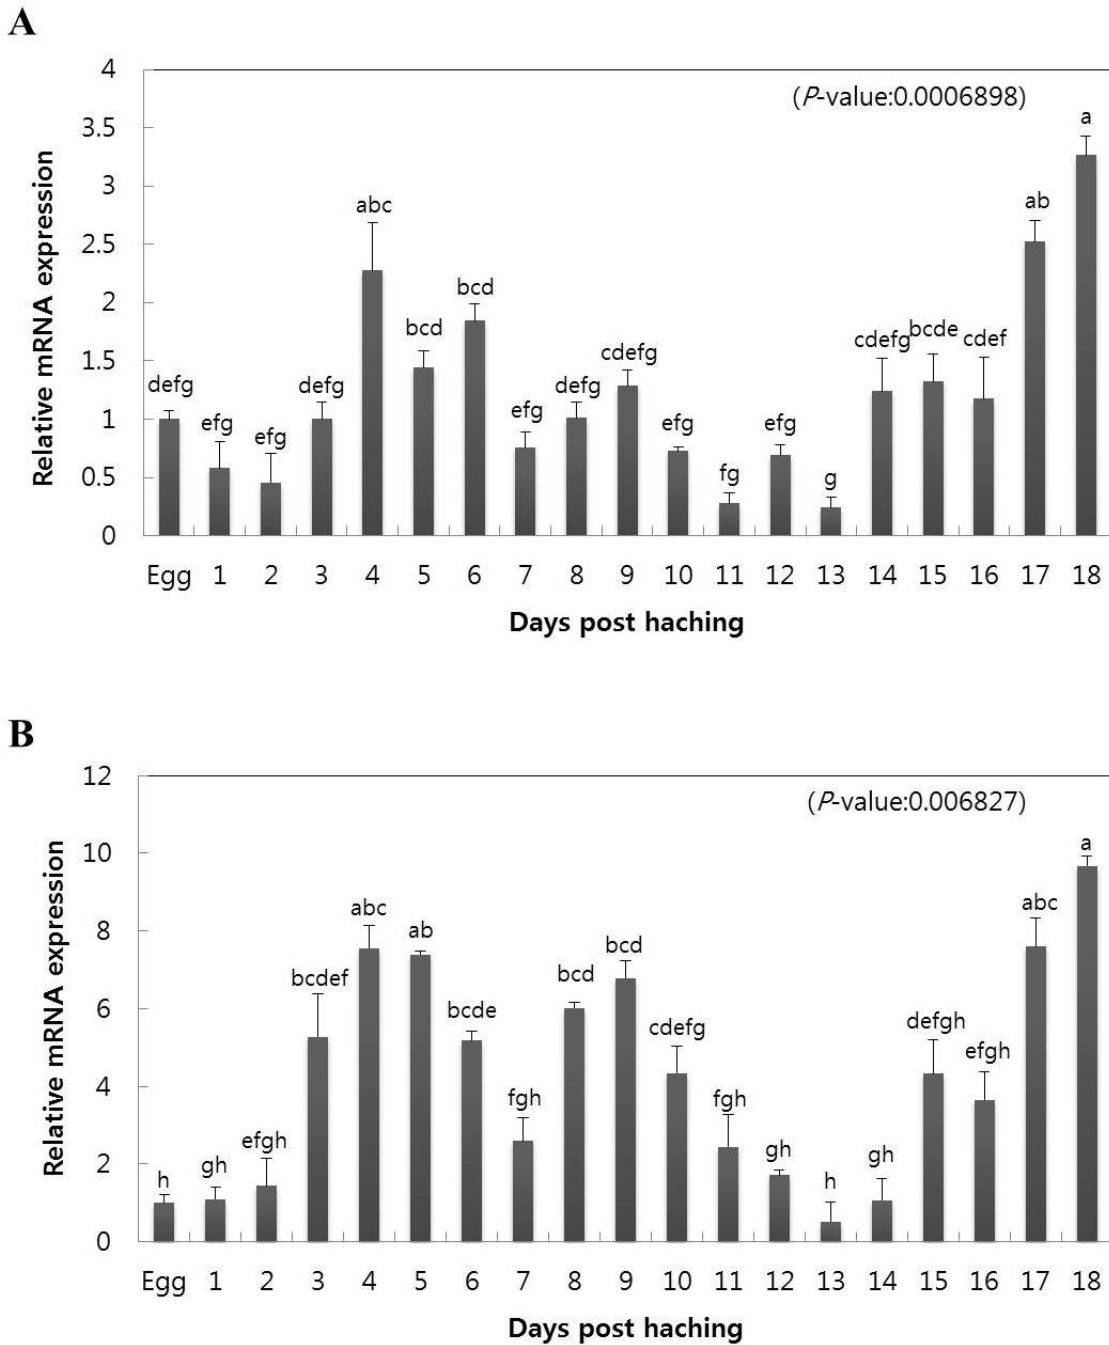 A
4
(P-value:0.0006898)
a
3.5
ab
3
abc
2.5
bcd
2
bcd
bcde
cdefg
cdefg
cdef
1.5
defg
defg
defg
1
efg
efg
efg
efg
efg
0.5
fg
g
0
Relative mRNA expression
Egg 1 2 3 4 5 6 7 8 9 10 11 12 13 14 15 16 17 18
Days post haching
B
12
(P-value:0.006827)
a
10
abc
ab
abc
8
bcdef
bcd
bcd
bcde
6
cdefg
defgh
efgh
4
fgh
fgh
efgh
gh
2
h
gh
h
gh
0
Relative mRNA expression
Egg 1 2 3 4 5 6 7 8 9 10 11 12 13 14 15 16 17 18
Days post haching